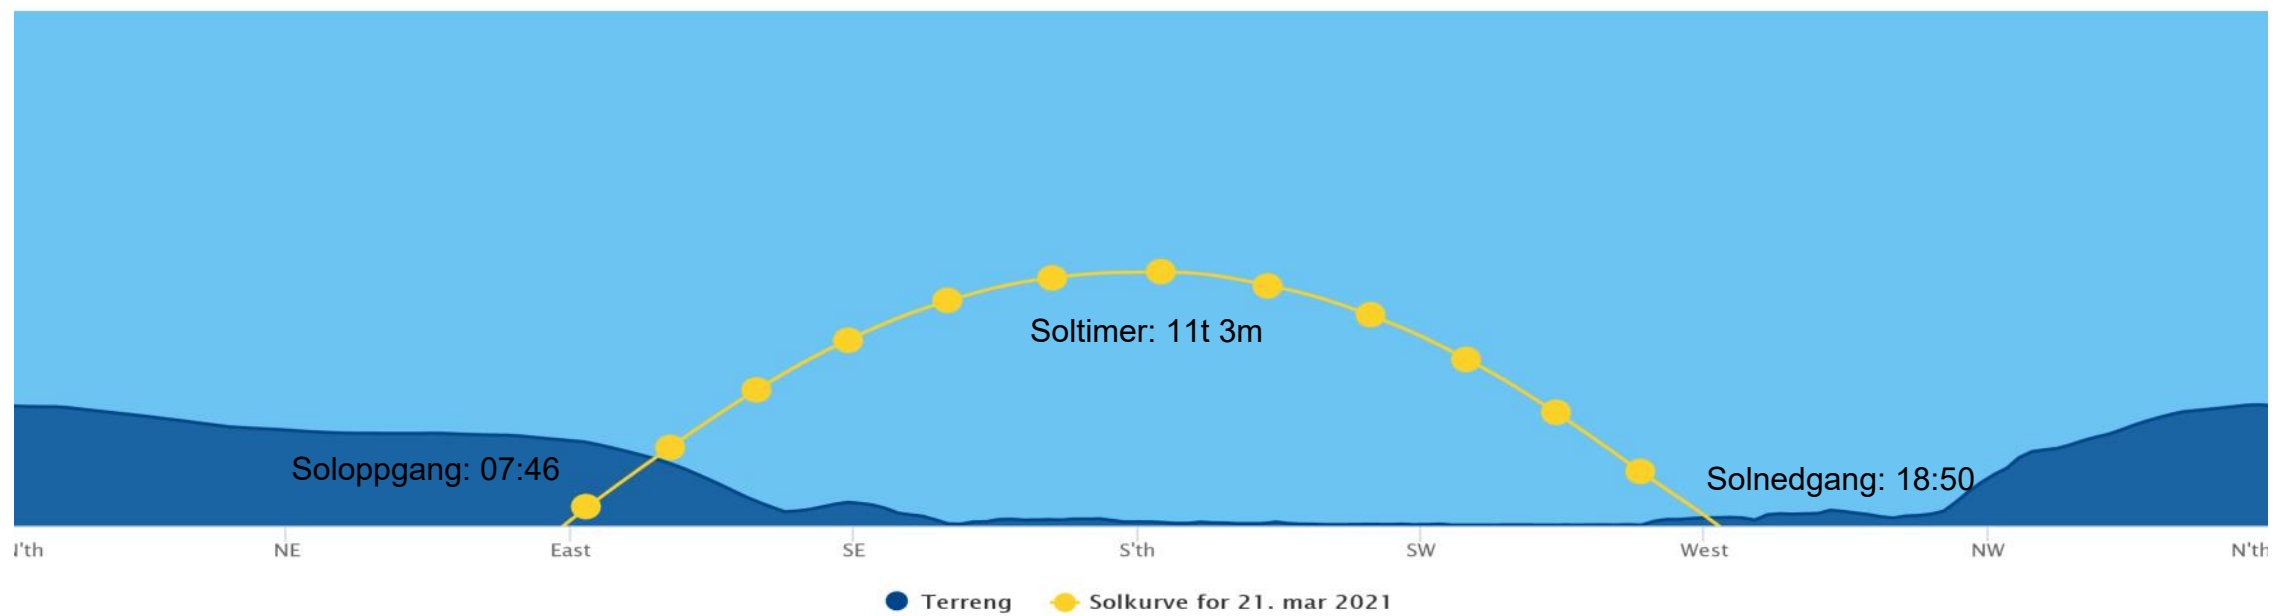 Soltimer: 11t 3m
Soloppgang: 07:46
Solnedgang: 18:50
N'th NE East SE S'th SW West NW N'th
Terreng Solkurve for 21. mar 2021